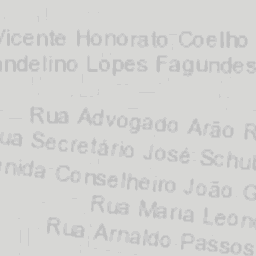 Vicente Honorato Coelho
andelino Lopes Fagundes
Rua Advogado Arão R
ua Secretário José Schul
nida Conselheiro João G
Rua Maria Leon
Rua Arnaldo Passos